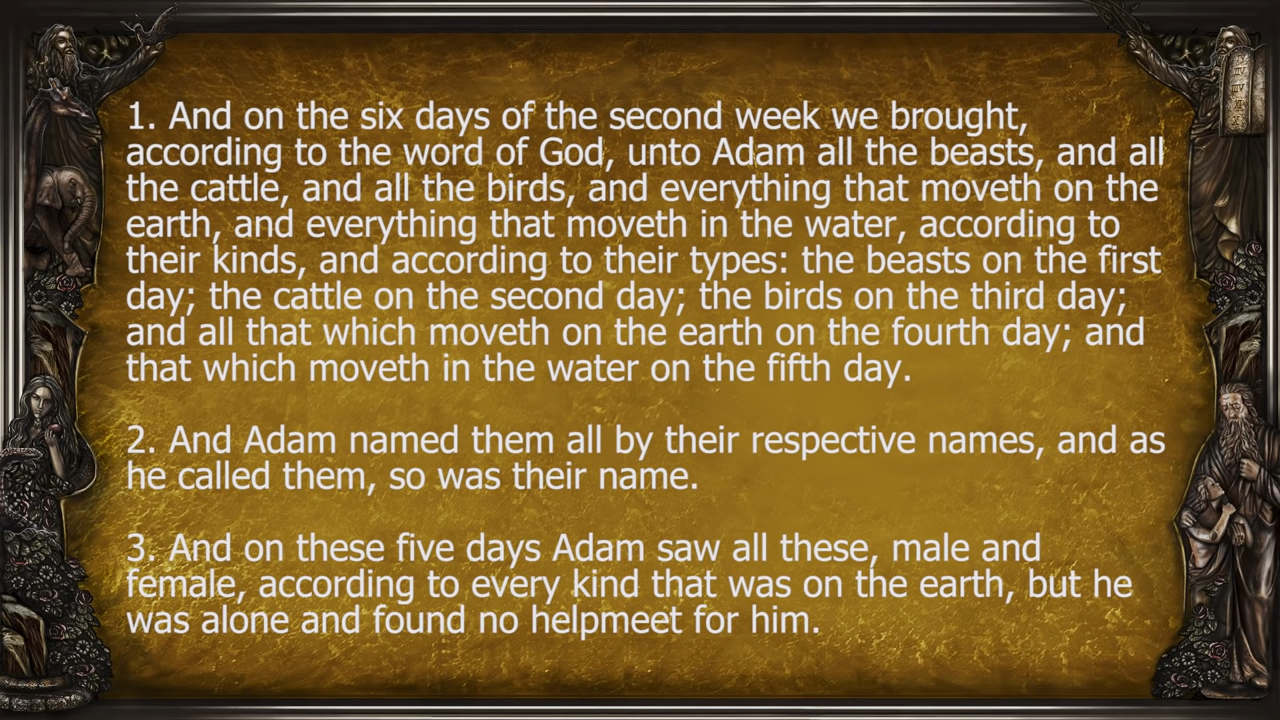 1. And on the six days of the second week we brought,
according to the word of God, unto Adam all the beasts, and all
the cattle, and all the birds, and everything that moveth on the
earth, and everything that moveth in the water, according to
their kinds, and according to their types: the beasts on the first
day; the cattle on the second day; the birds on the third day;
and all that which moveth on the earth on the fourth day; and
that which moveth in the water on the fifth day.
2. And Adam named them all by their respective names, and as
he called them, so was their name.
3. And on these five days Adam saw all these, male and
female, according to every kind that was on the earth, but he
was alone and found no helpmeet for him.